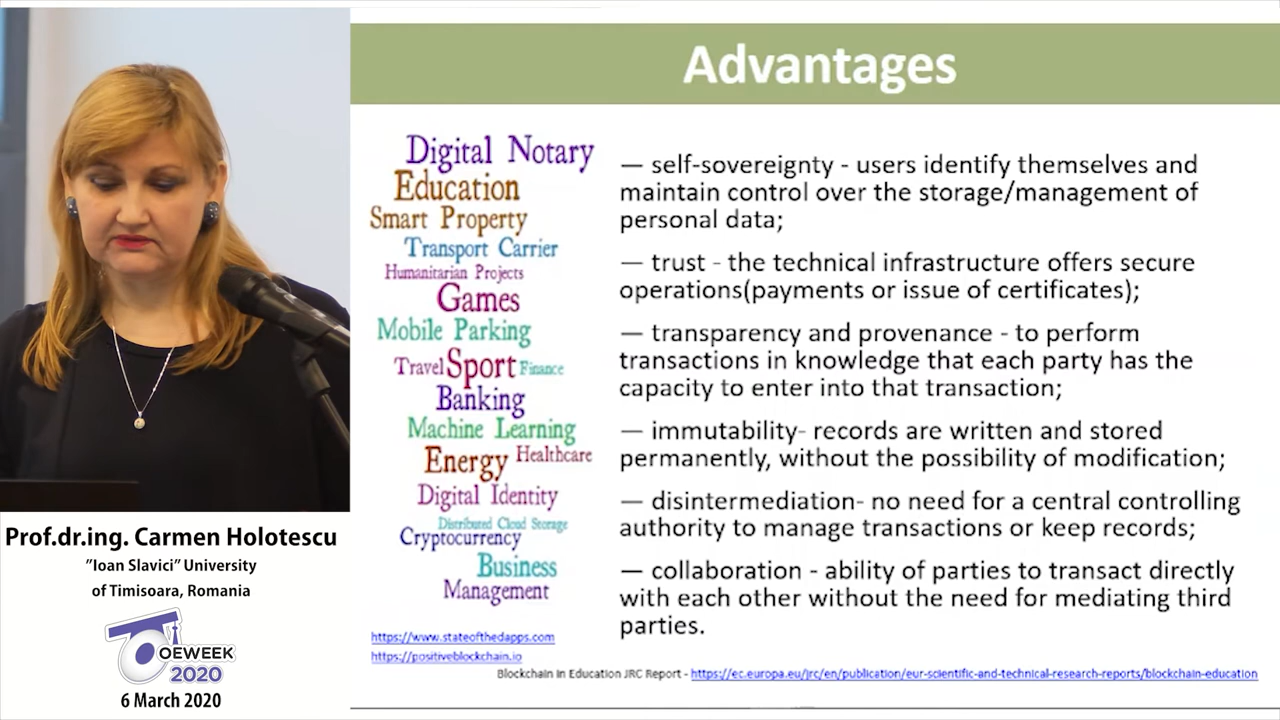 Advantages
Digital Notary
Education
Smart Property
Transport Carrier
Humanitarian Projects
Games
Mobile Parking
Travel Sport Finance
Banking
Machine Learning
Energy Healthcare
Digital Identity
Distributed Cloud Storage
Cryptocurrency
Business
Management
https://www.stateofthedapps.com
https://positiveblockchain.io
— self-sovereignty - users identify themselves and
maintain control over the storage/management of
personal data;
— trust - the technical infrastructure offers secure
operations(payments or issue of certificates);
— transparency and provenance - to perform
transactions in knowledge that each party has the
capacity to enter into that transaction;
— immutability- records are written and stored
permanently, without the possibility of modification;
— disintermediation- no need for a central controlling
authority to manage transactions or keep records;
— collaboration - ability of parties to transact directly
with each other without the need for mediating third
parties.
Blockchain in Education JRC Report - https://ec.europa.eu/jrc/en/publication/eur-scientific-and-technical-research-reports/blockchain-education
Prof.dr.ing. Carmen Holotescu
”Ioan Slavici” University
of Timisoara, Romania
OEWEEK
2020
6 March 2020